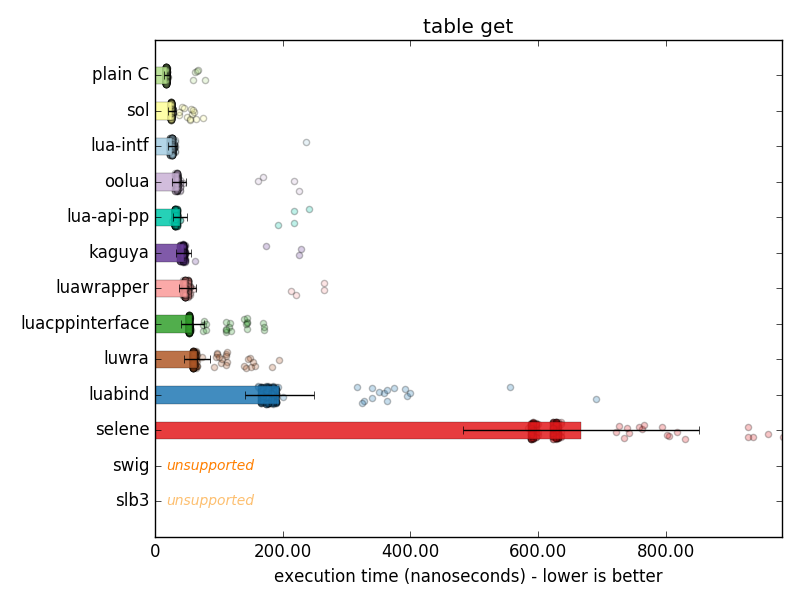 table get
plain C
sol
lua-intf
oolua
lua-api-pp
kaguya
luawrapper
luacppinterface
luwra
luabind
selene
swig unsupported
slb3 unsupported
0 200.00 400.00 600.00 800.00
execution time (nanoseconds) - lower is better